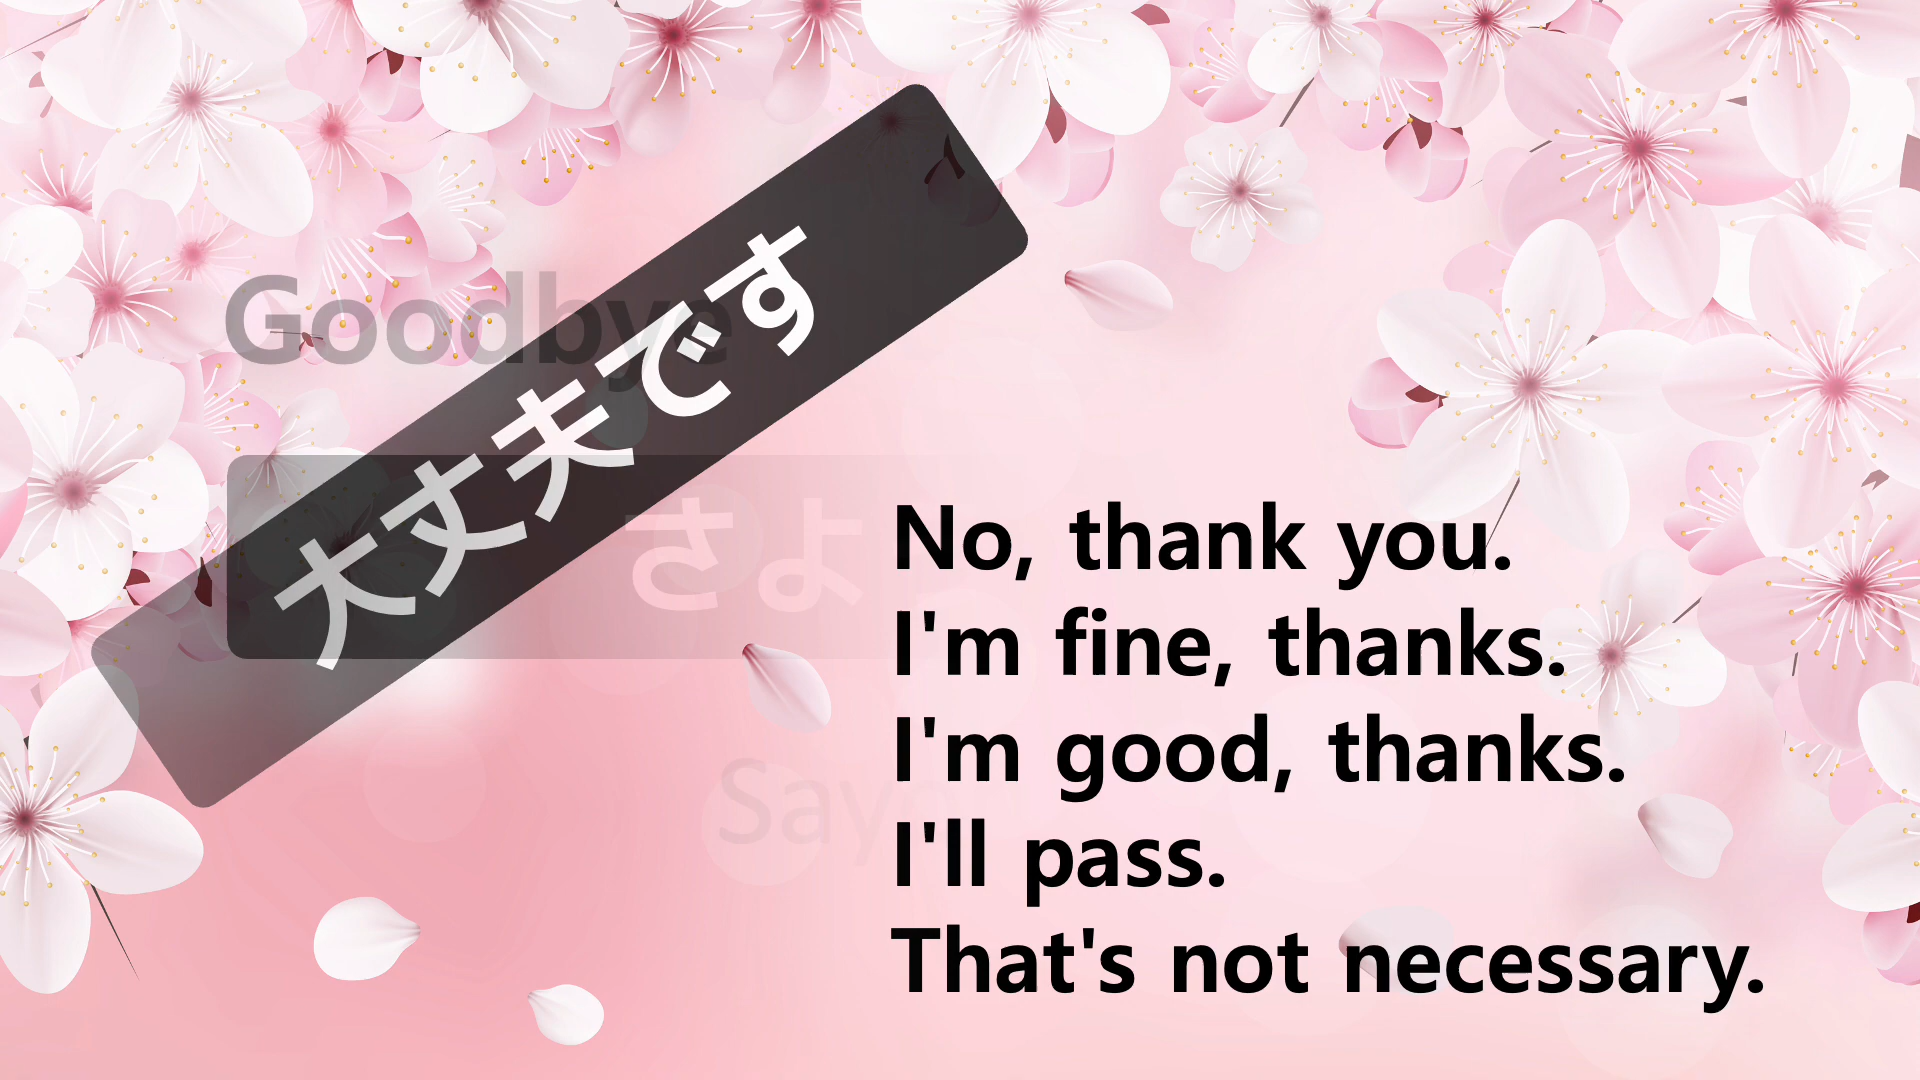 Goodbye
大丈夫です
さよ
No, thank you.
I'm fine, thanks.
I'm good, thanks.
Say
I'll pass.
That's not necessary.